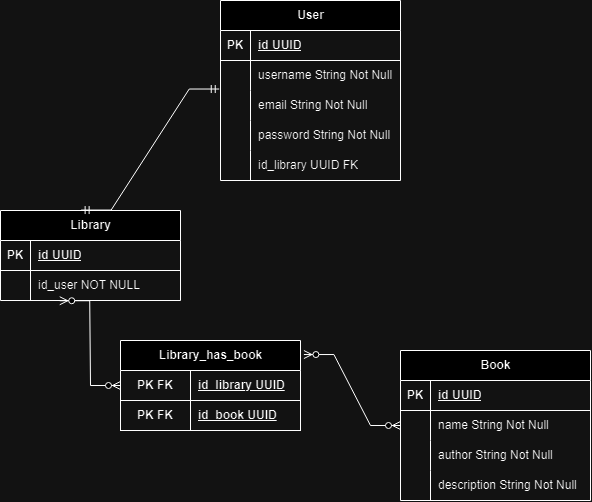 User
PK id UUID
username String Not Null
email String Not Null
password String Not Null
id_library UUID FK
Library
PK id UUID
id_user NOT NULL
Library_has_book
PK FK id_library UUID
PK FK id_book UUID
Book
PK id UUID
name String Not Null
author String Not Null
description String Not Null